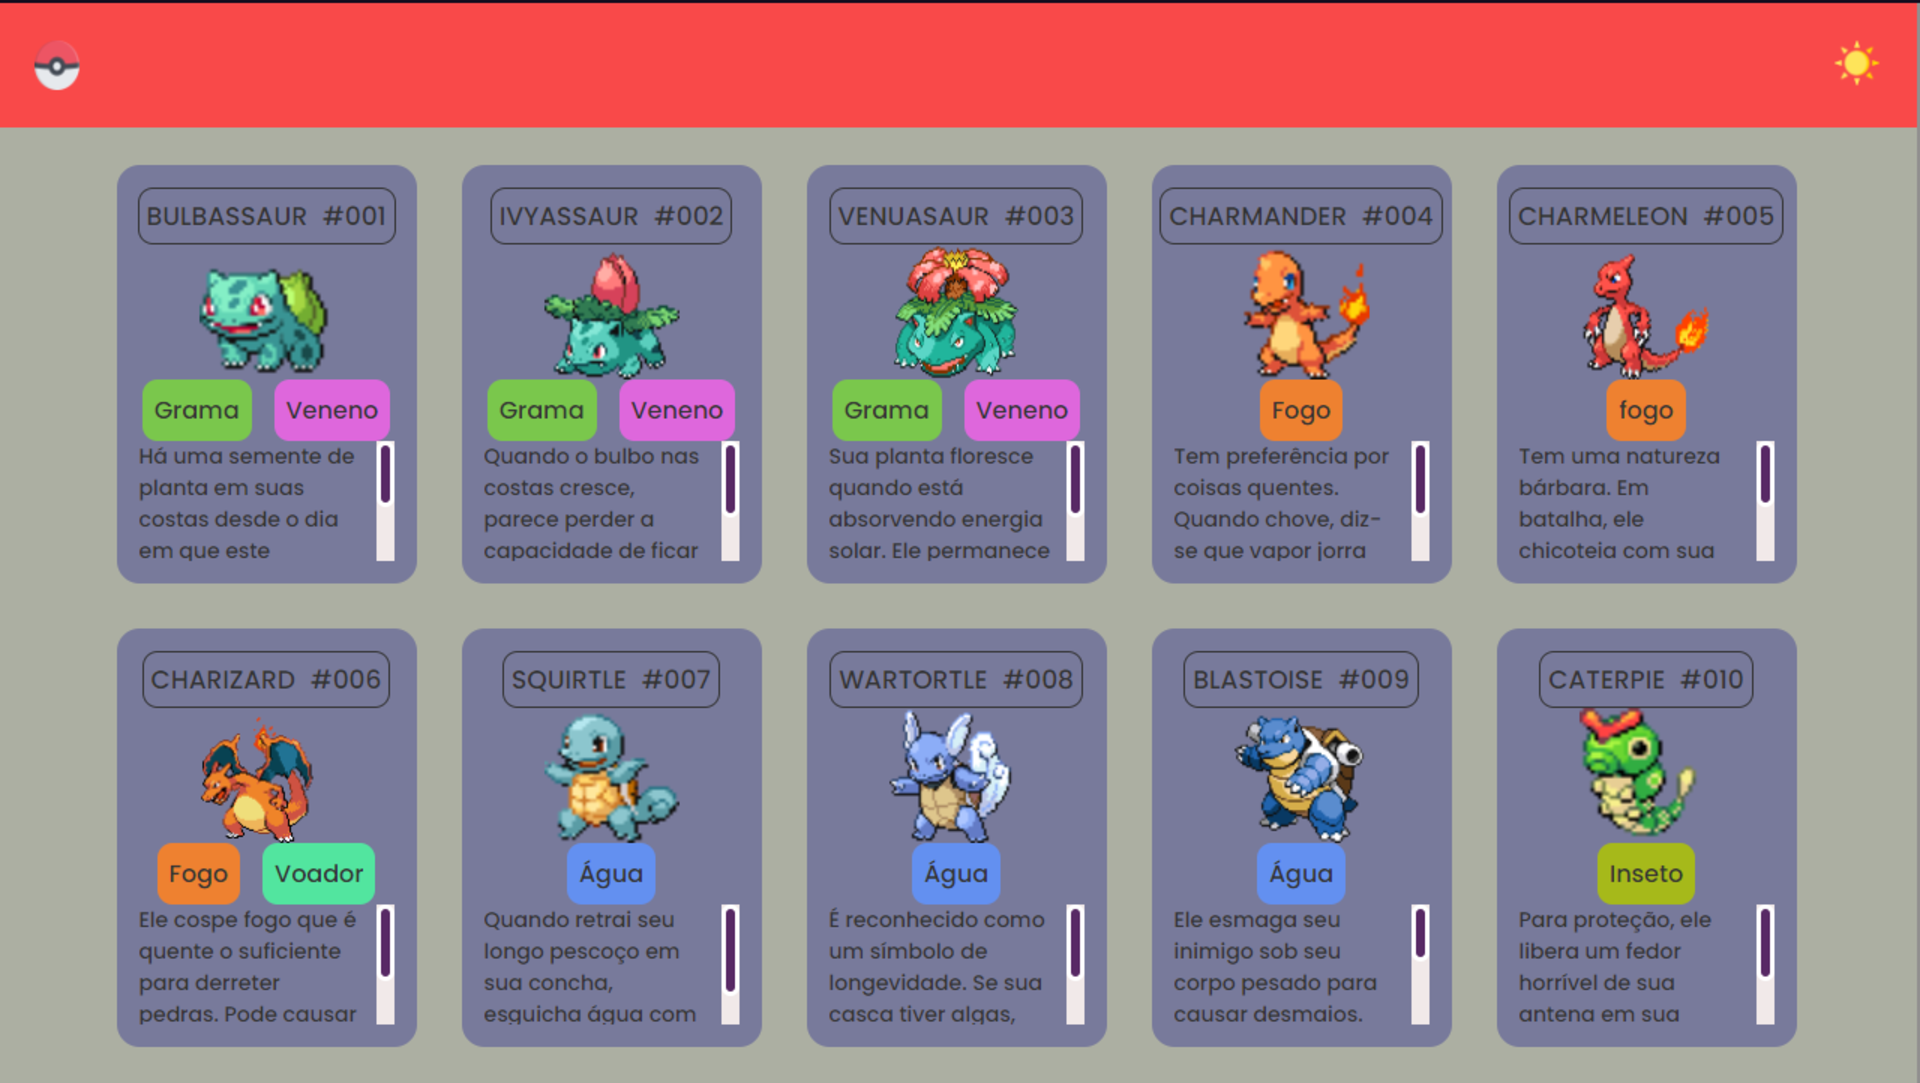 BULBASSAUR #001
Grama Veneno
Há uma semente de
planta em suas
costas desde o dia
em que este
IVYASSAUR #002
Grama Veneno
Quando o bulbo nas
costas cresce,
parece perder a
capacidade de ficar
VENUASAUR #003
Grama Veneno
Sua planta floresce
quando está
absorvendo energia
solar. Ele permanece
CHARMANDER #004
Fogo
Tem preferência por
coisas quentes.
Quando chove, diz-
se que vapor jorra
CHARMELEON #005
fogo
Tem uma natureza
bárbara. Em
batalha, ele
chicoteia com sua
CHARIZARD #006
Fogo Voador
Ele cospe fogo que é
quente o suficiente
para derreter
pedras. Pode causar
SQUIRTLE #007
Água
Quando retrai seu
longo pescoço em
sua concha,
esguicha água com
WARTORTLE #008
Água
É reconhecido como
um símbolo de
longevidade. Se sua
casca tiver algas,
BLASTOISE #009
Água
Ele esmaga seu
inimigo sob seu
corpo pesado para
causar desmaios.
CATERPIE #010
Inseto
Para proteção, ele
libera um fedor
horrível de sua
antena em sua